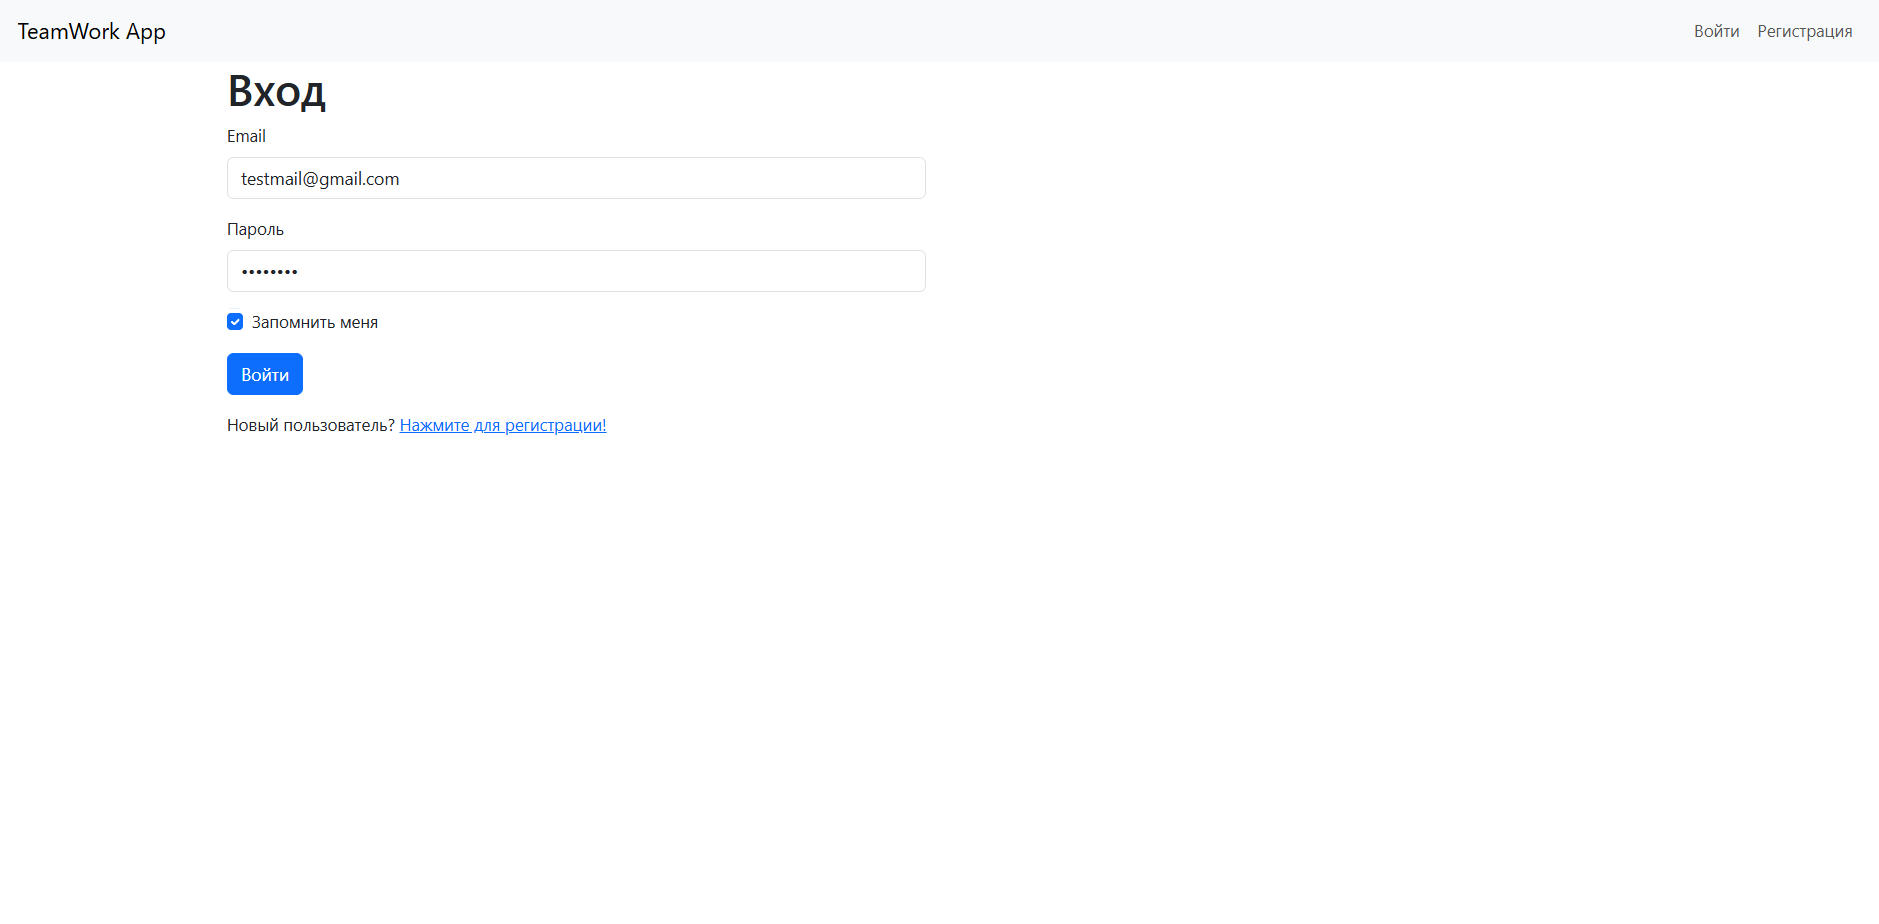 TeamWork App
Войти Регистрация
Вход
Email
testmail@gmail.com
Пароль
••••••••
Запомнить меня
Войти
Новый пользователь? Нажмите для регистрации!